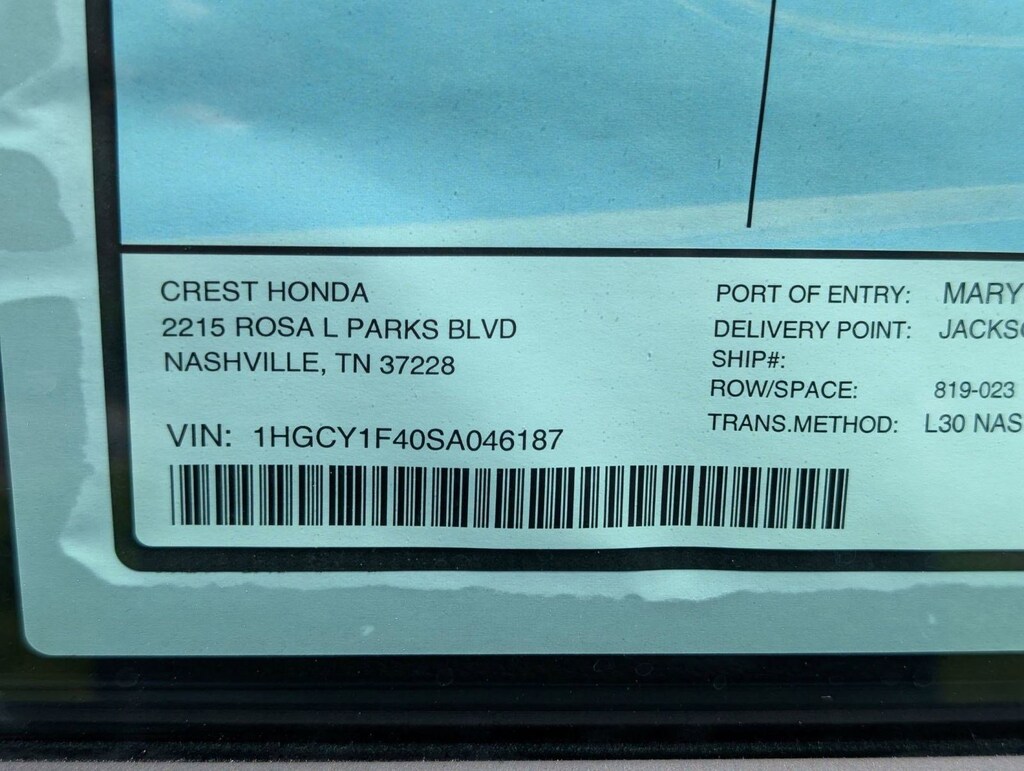 CREST HONDA
2215 ROSA L PARKS BLVD
NASHVILLE, TN 37228
VIN: 1HGCY1F40SA046187
PORT OF ENTRY: MARY
DELIVERY POINT: JACKSO
SHIP#:
ROW/SPACE: 819-023
TRANS.METHOD: L30 NAS